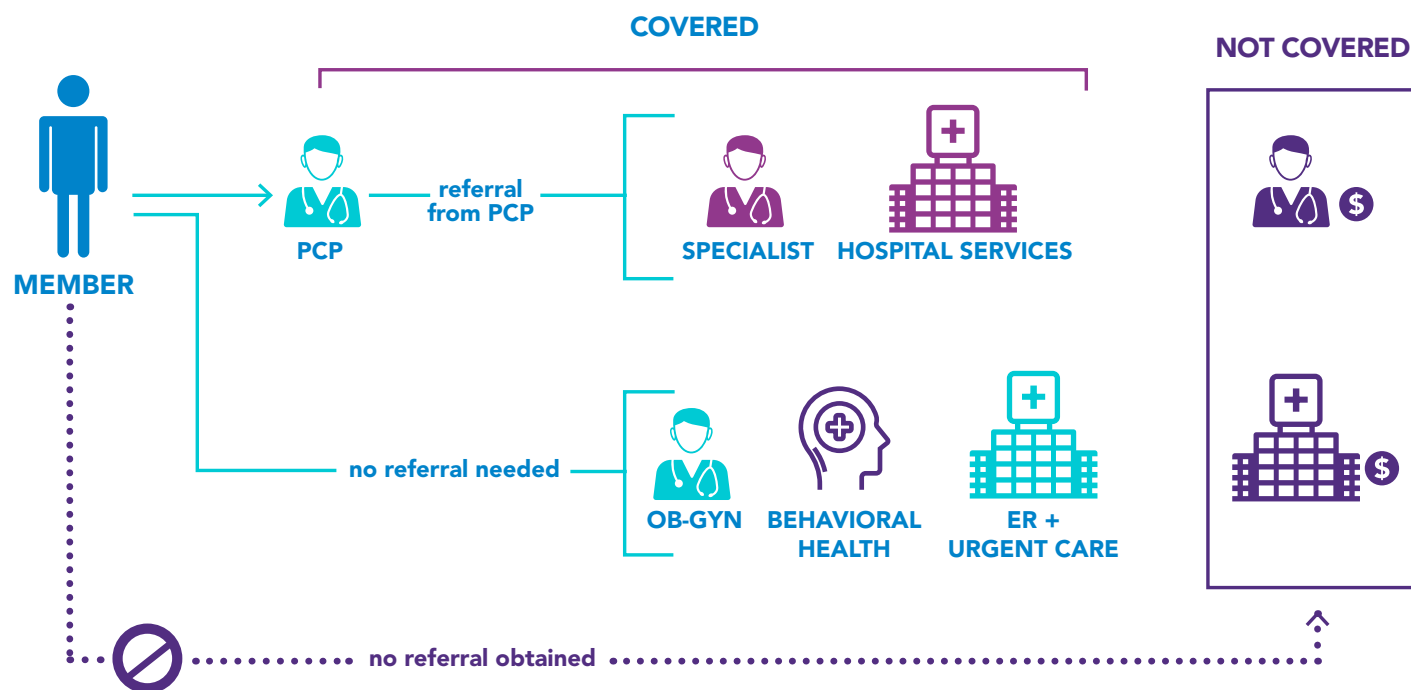 COVERED
NOT COVERED
MEMBER
PCP
referral
from PCP
SPECIALIST
HOSPITAL SERVICES
no referral needed
OB-GYN
BEHAVIORAL
HEALTH
ER +
URGENT CARE
$
$
no referral obtained